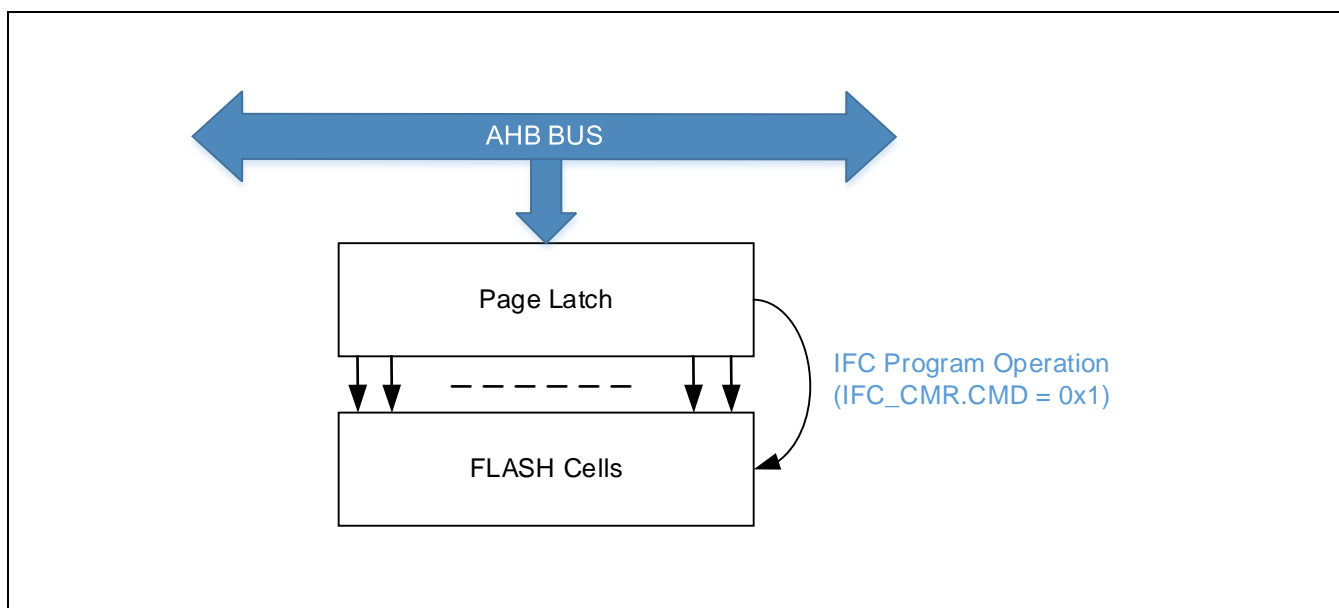 AHB BUS
Page Latch
IFC Program Operation
(IFC_CMR.CMD = 0x1)
FLASH Cells